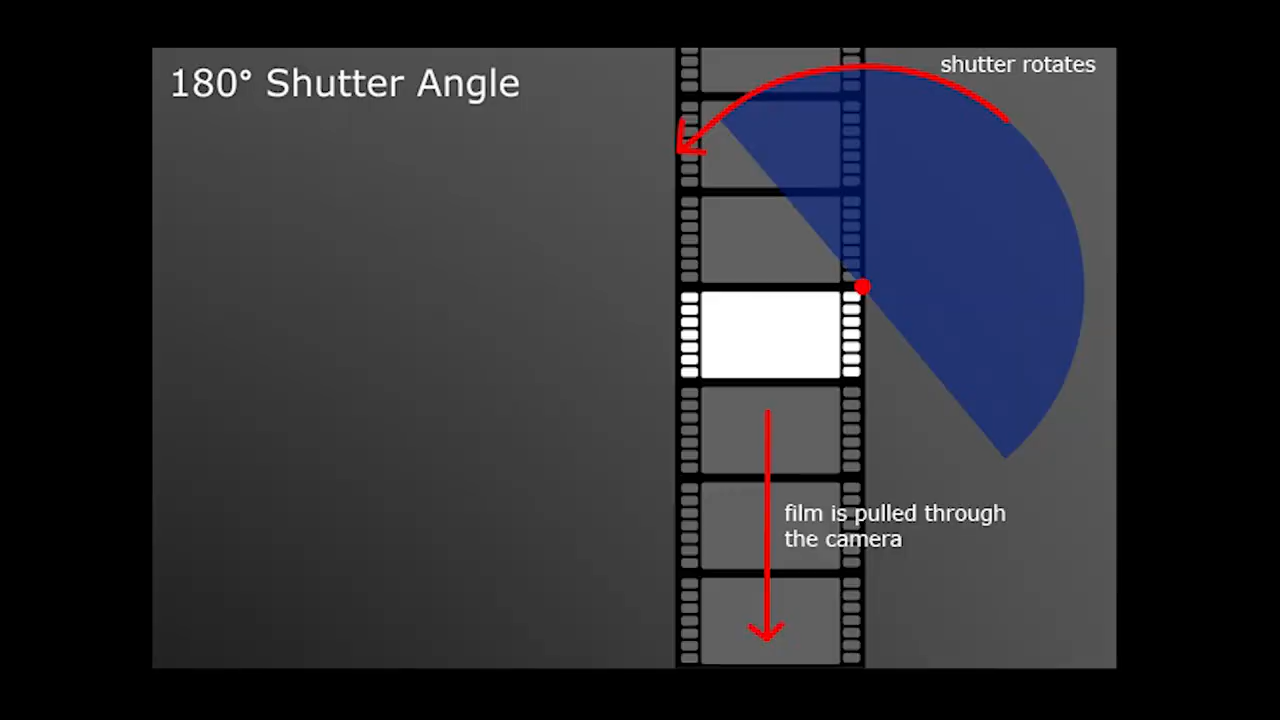 180° Shutter Angle
shutter rotates
film is pulled through
the camera